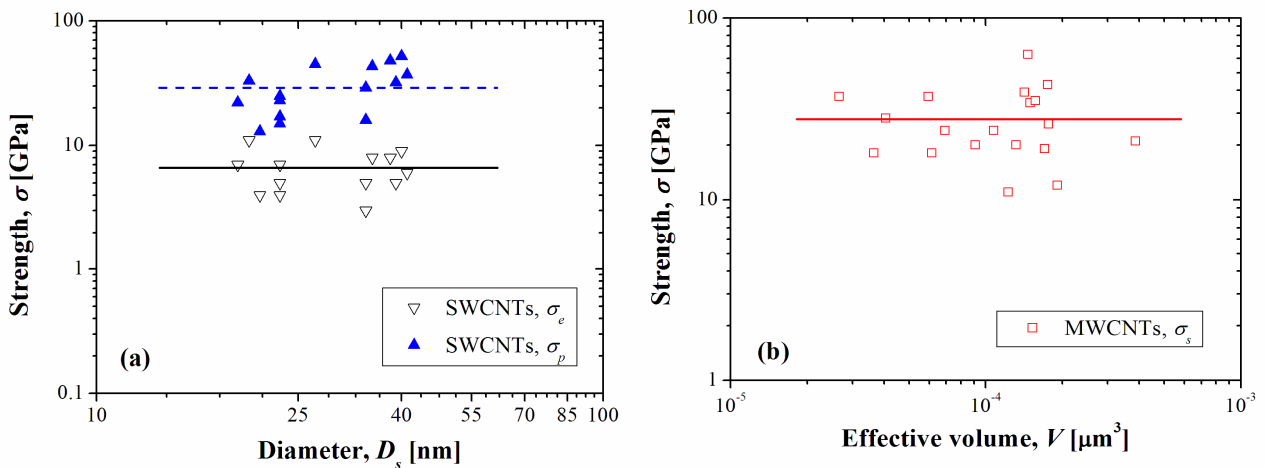 100
10
1
0.1
Strength, σ [GPa]
SWCNTs, σe
SWCNTs, σp
(a)
10 25 40 55 70 85 100
Diameter, Ds [nm]
100
10
1
Strength, σ [GPa]
MWCNTs, σs
(b)
10-5 10-4 10-3
Effective volume, V [μm3]